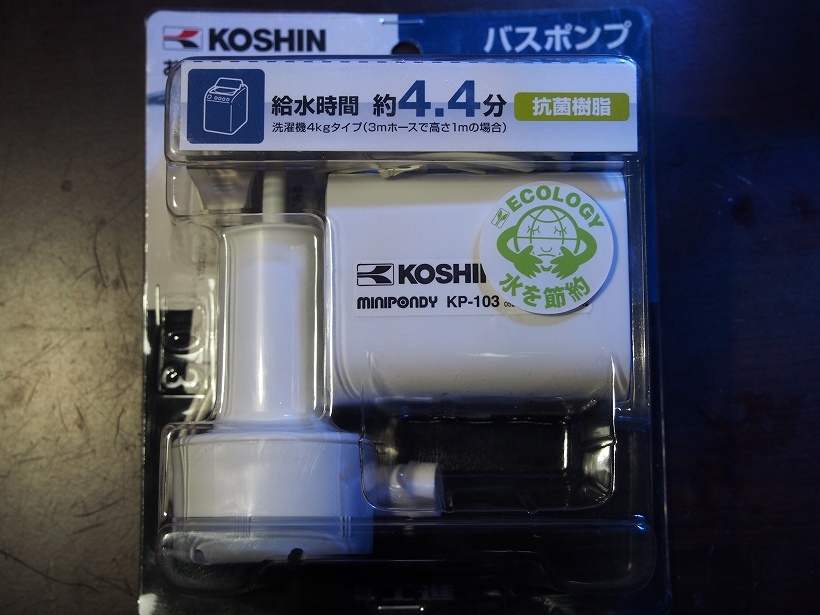 KOSHIN
バスポンプ
お
給水時間 約4.4分
抗菌樹脂
洗濯機4kgタイプ(3mホースで高さ1mの場合)
ECOLOGY
水を節約
KOSHIN
MINIPONDY KP-103